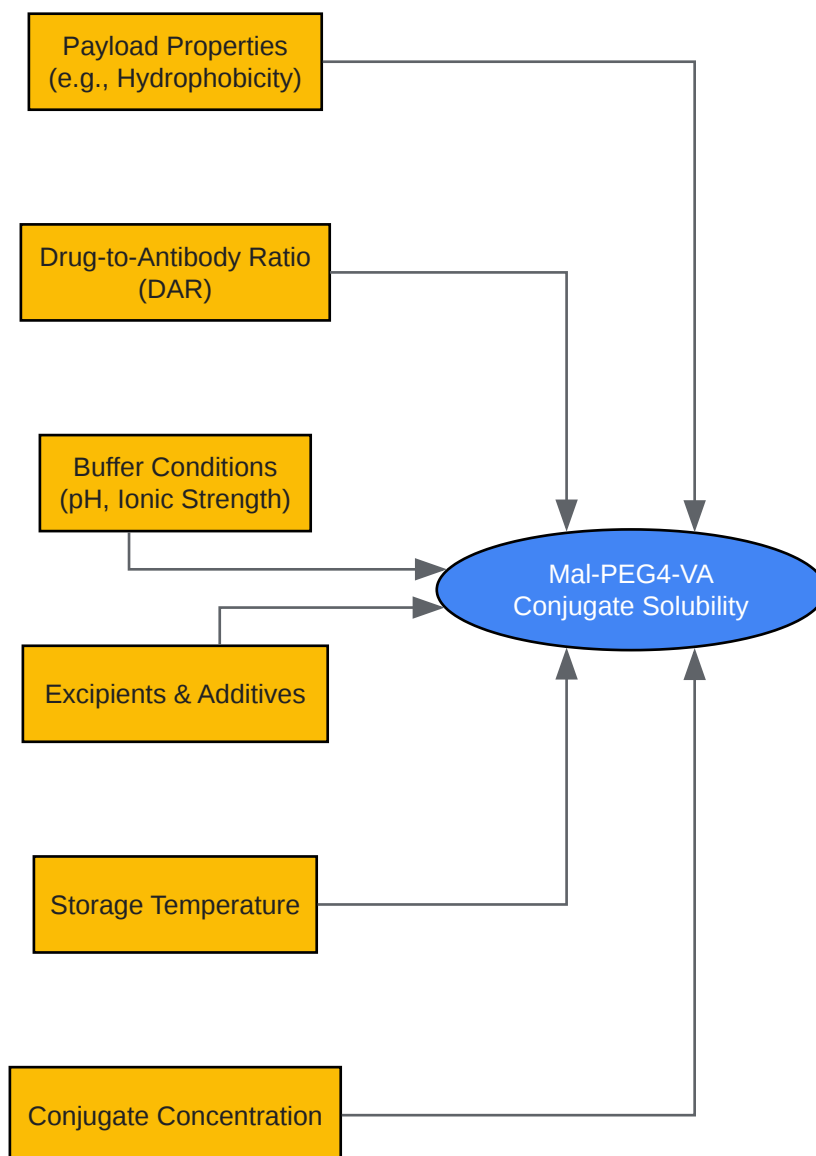 Payload Properties
(e.g., Hydrophobicity)
Drug-to-Antibody Ratio
(DAR)
Buffer Conditions
(pH, Ionic Strength)
Mal-PEG4-VA
Conjugate Solubility
Excipients & Additives
Storage Temperature
Conjugate Concentration